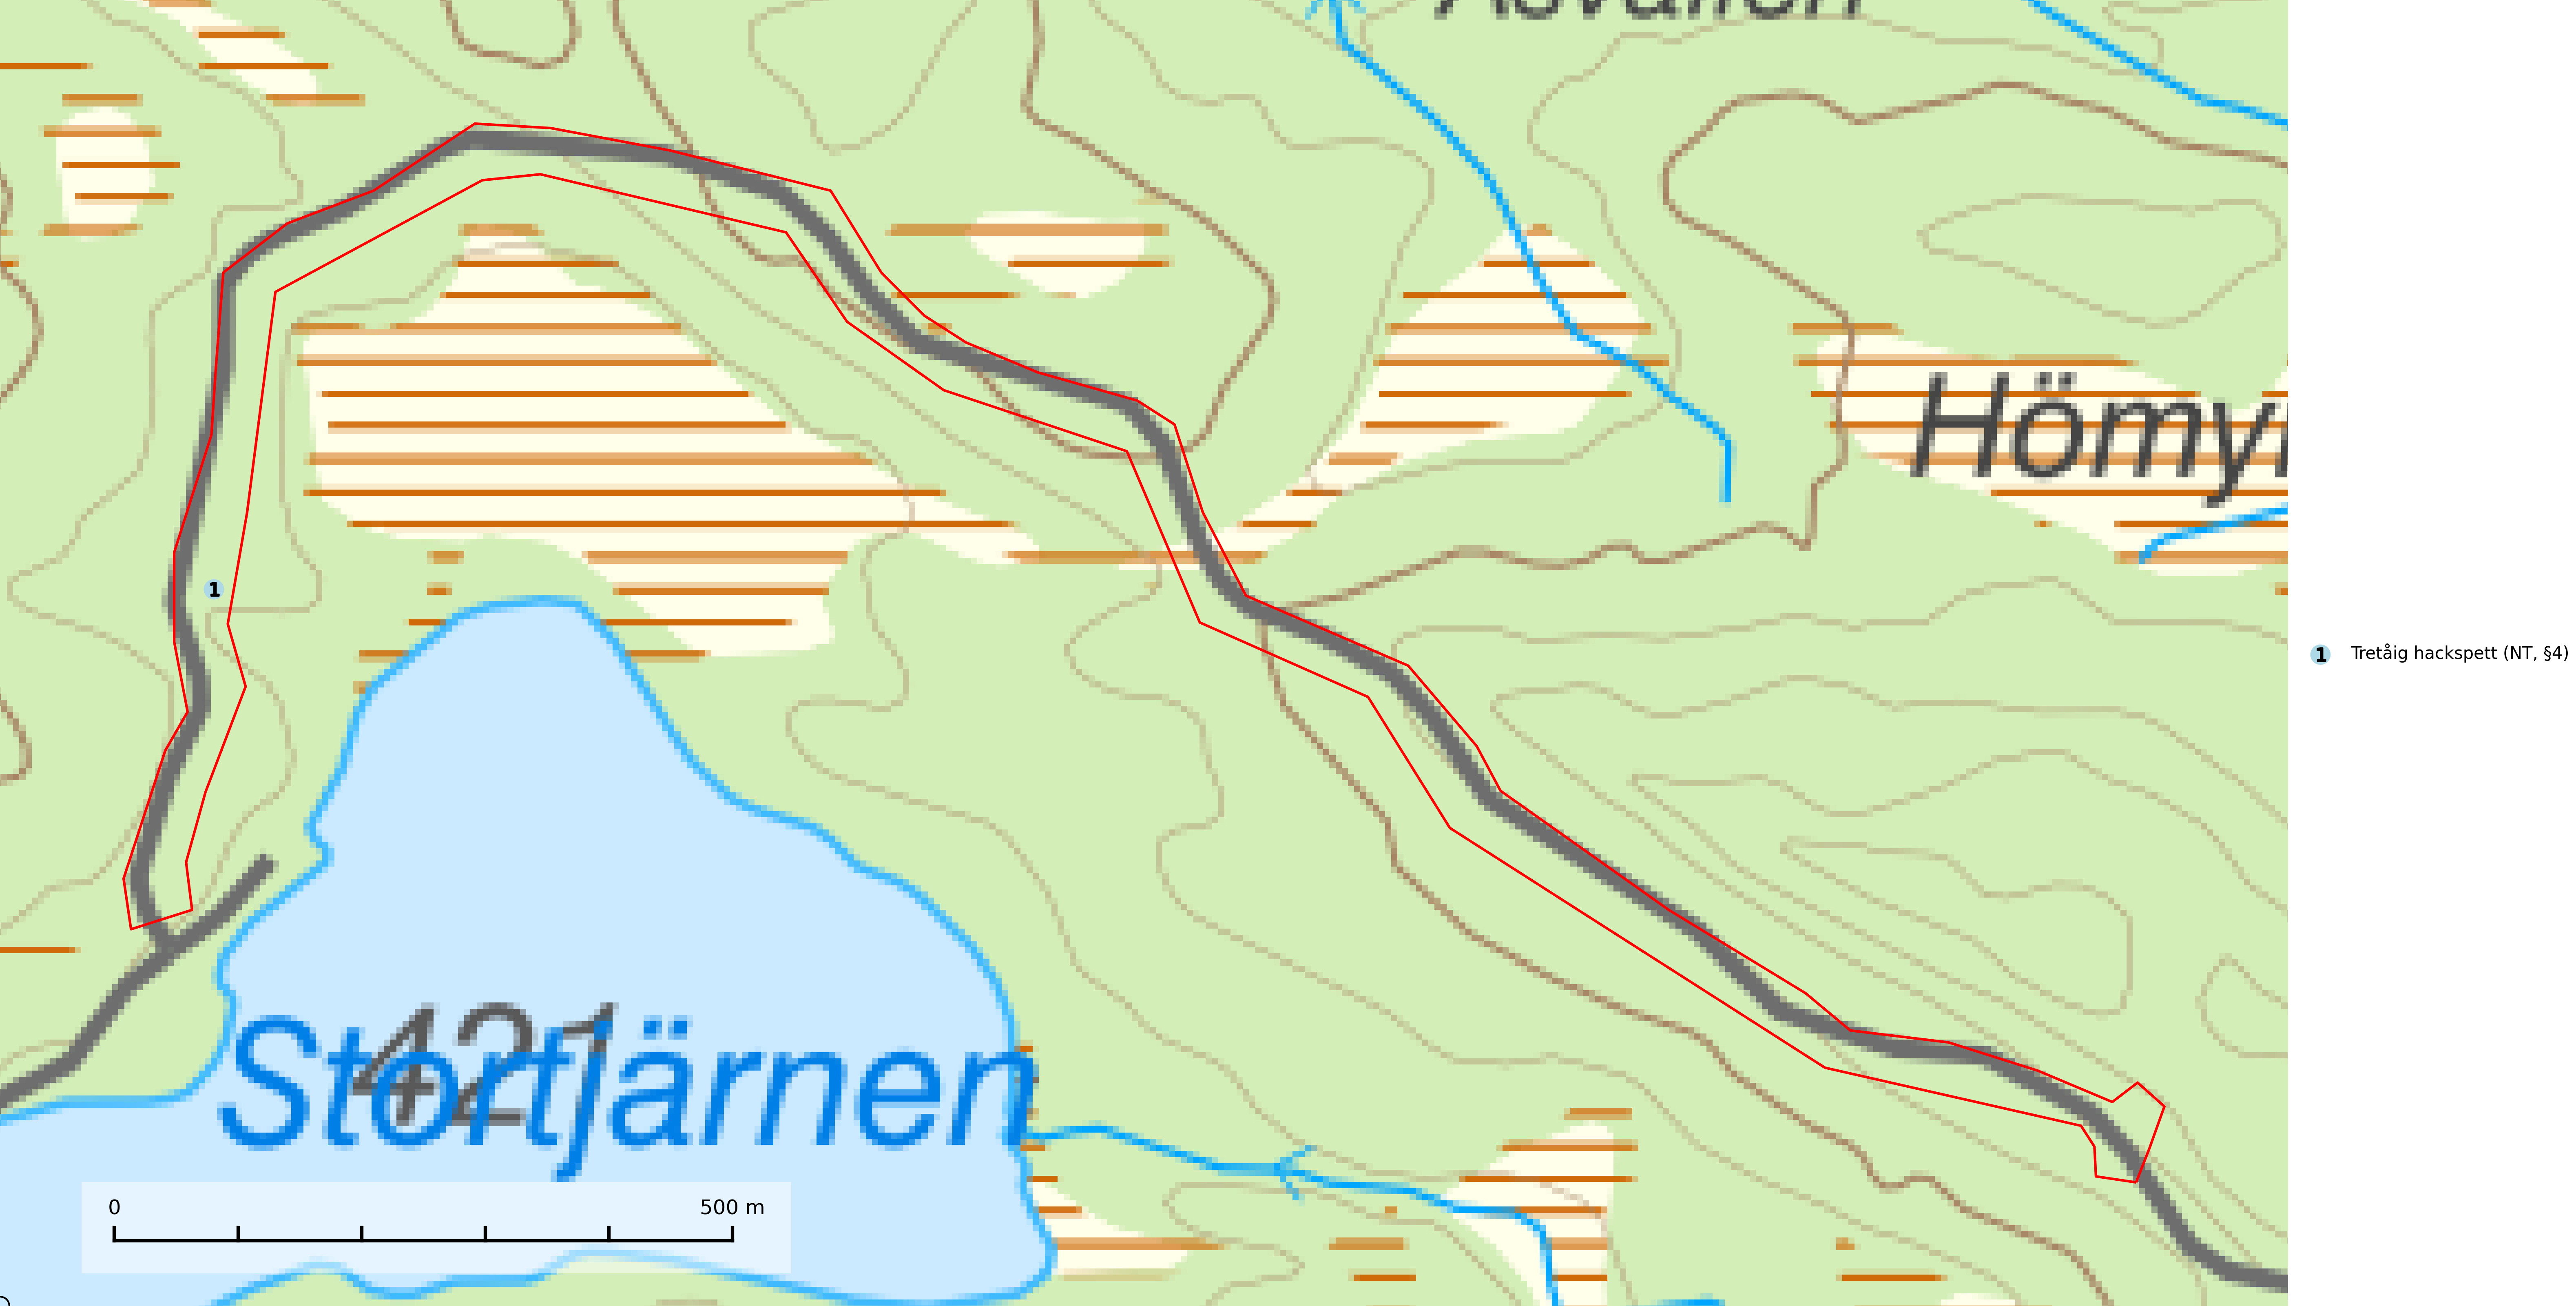 Hömy
1
1 Tretåig hackspett (NT, §4)
421
Stortjärnen
0 500 m